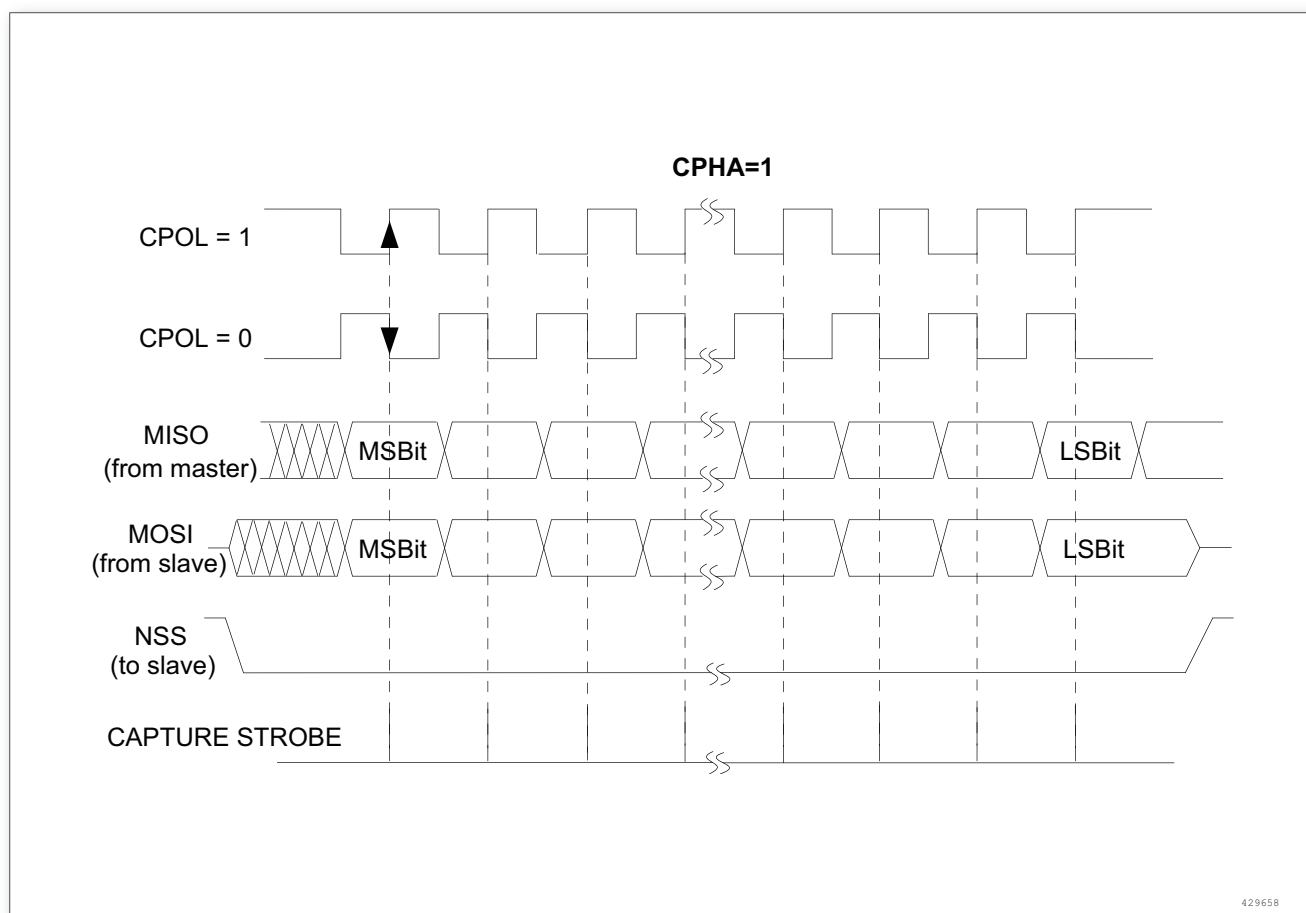 CPHA=1
CPOL = 1
CPOL = 0
MISO
(from master)
MSBit
LSBit
MOSI
(from slave)
MSBit
LSBit
NSS
(to slave)
CAPTURE STROBE
429658